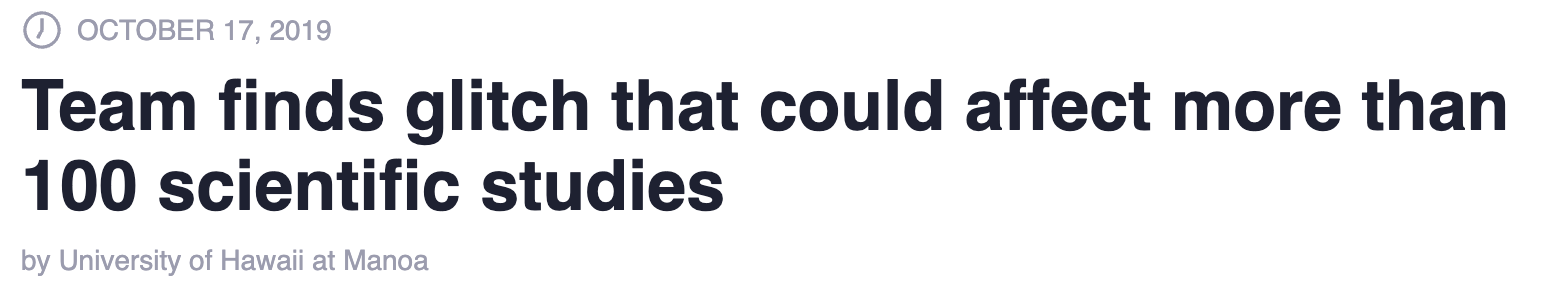 OCTOBER 17, 2019
Team finds glitch that could affect more than
100 scientific studies
by University of Hawaii at Manoa